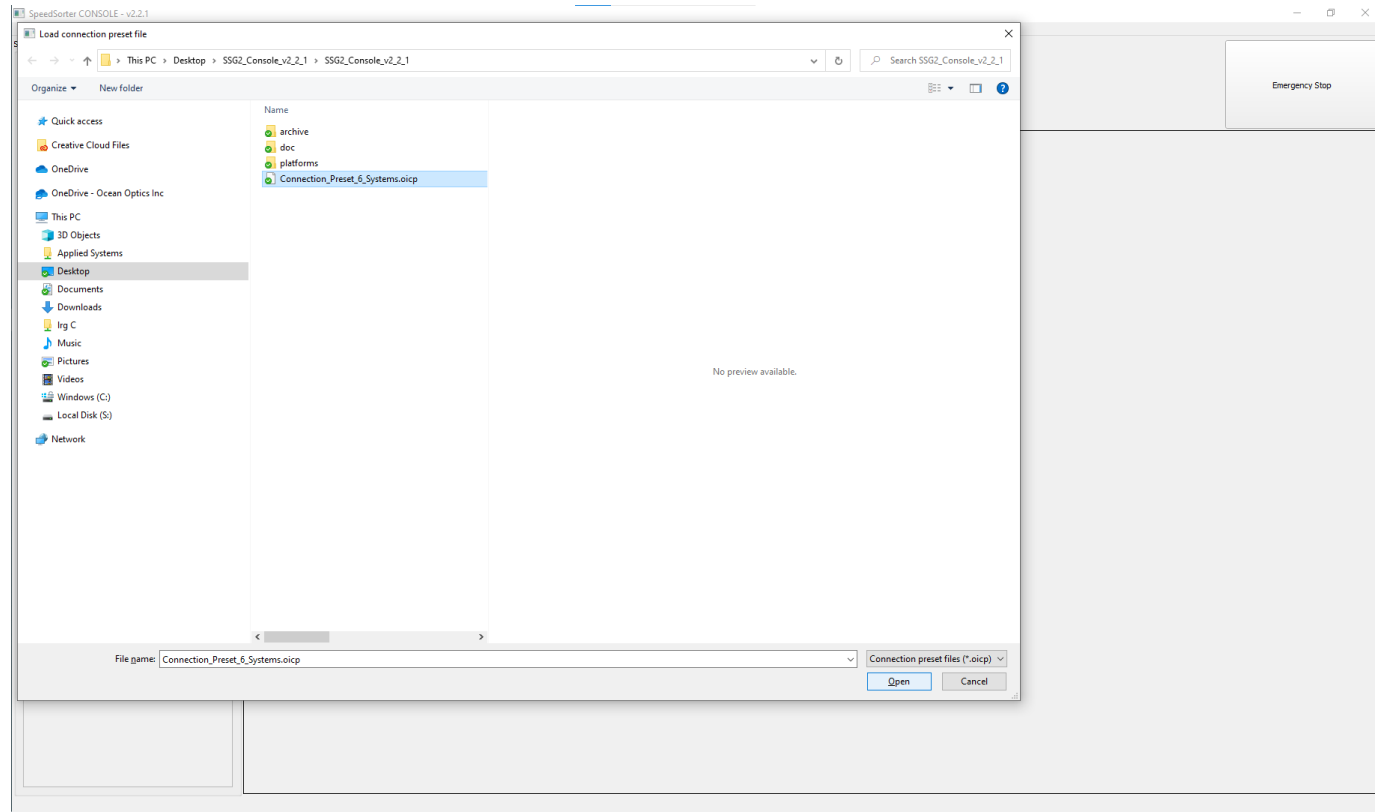 SpeedSorter CONSOLE - v2.2.1
Load connection preset file
This PC > Desktop > SSG2_Console_v2_2_1 > SSG2_Console_v2_2_1
Search SSG2_Console_v2_2_1
Organize
New folder
Emergency Stop
Quick access
Creative Cloud Files
OneDrive
OneDrive - Ocean Optics Inc
This PC
3D Objects
Applied Systems
Desktop
Documents
Downloads
Irg C
Music
Pictures
Videos
Windows (C:)
Local Disk (S:)
Network
Name
archive
doc
platforms
Connection_Preset_6_Systems.oicp
No preview available.
File name: Connection_Preset_6_Systems.oicp
Connection preset files (*.oicp)
Open
Cancel